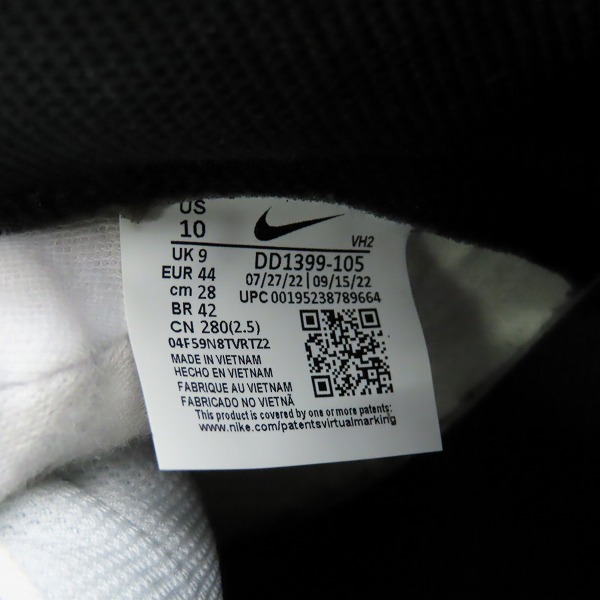 US
10
VH2
UK 9
EUR 44
cm 28
BR 42
CN 280(2.5)
DD1399-105
07/27/22 | 09/15/22
UPC 00195238789664
04F59N8TVRTZ2
MADE IN VIETNAM
HECHO EN VIETNAM
FABRIQUE AU VIETNAM
FABRICADO NO VIETNÃ
This product is covered by one or more patents:
www.nike.com/patentsvirtualmarking